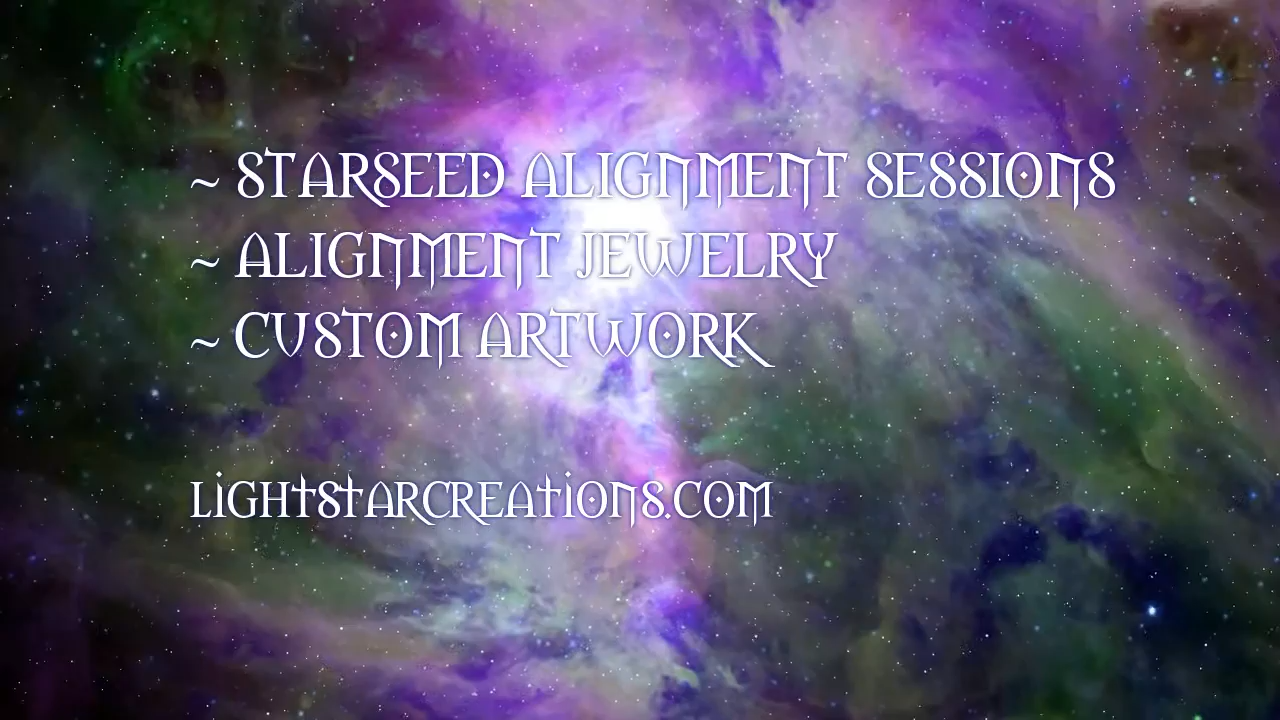 ~ STARSEED ALIGNMENT SESSIONS
~ ALIGNMENT JEWELRY
~ CUSTOM ARTWORK
LIGHTSTARCREATIONS.COM